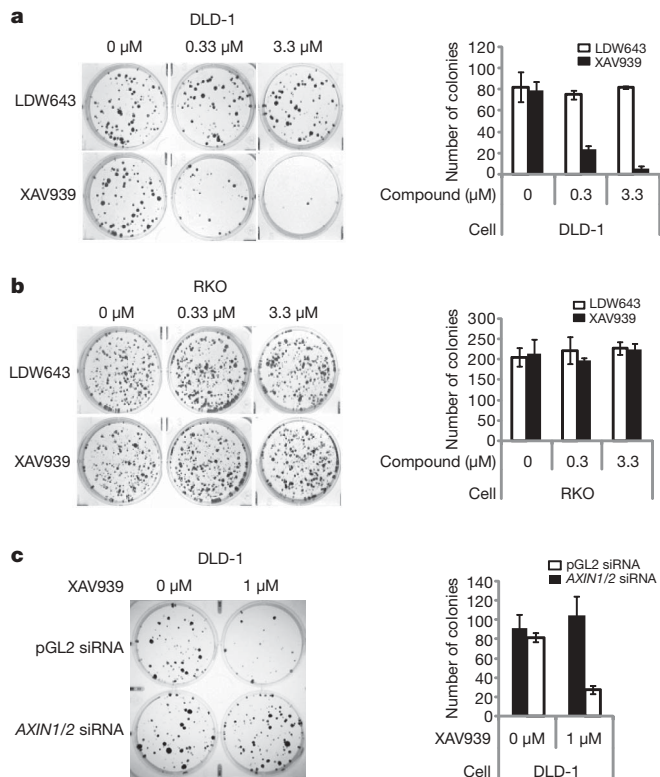 a
DLD-1
0 µM 0.33 µM 3.3 µM
LDW643
XAV939
120
100
80
60
40
20
0
Number of colonies
LDW643
XAV939
Compound (µM) 0 0.3 3.3
Cell DLD-1
b
RKO
0 µM 0.33 µM 3.3 µM
LDW643
XAV939
300
250
200
150
100
50
0
Number of colonies
LDW643
XAV939
Compound (µM) 0 0.3 3.3
Cell RKO
c
DLD-1
XAV939 0 µM 1 µM
pGL2 siRNA
AXIN1/2 siRNA
pGL2 siRNA
AXIN1/2 siRNA
140
120
100
80
60
40
20
0
Number of colonies
XAV939 0 µM 1 µM
Cell DLD-1